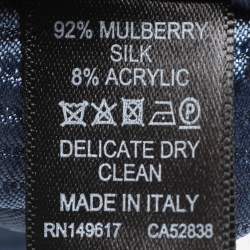 92% MULBERRY
SILK
8% ACRYLIC
P
DELICATE DRY
CLEAN
MADE IN ITALY
RN149617 CA52838